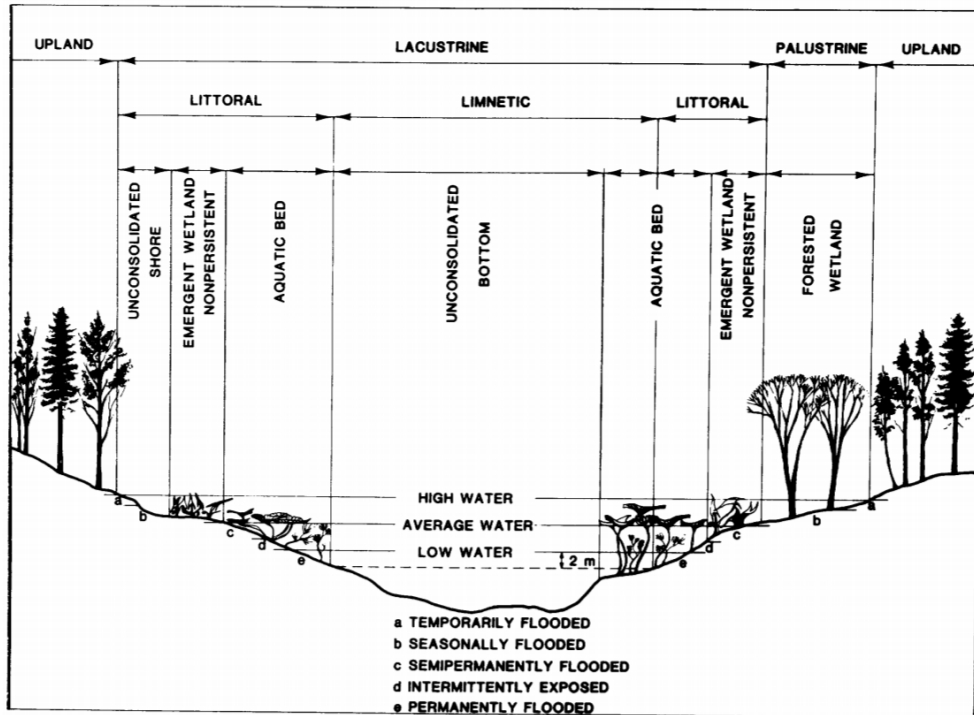 UPLAND
LACUSTRINE
PALUSTRINE
UPLAND
LITTORAL
LIMNETIC
LITTORAL
UNCONSOLIDATED
SHORE
EMERGENT WETLAND
NONPERSISTENT
AQUATIC BED
UNCONSOLIDATED
BOTTOM
AQUATIC BED
EMERGENT WETLAND
NONPERSISTENT
FORESTED
WETLAND
HIGH WATER
AVERAGE WATER
LOW WATER
2 m
a
b
c
d
e
e
d
c
b
a
a TEMPORARILY FLOODED
b SEASONALLY FLOODED
c SEMIPERMANENTLY FLOODED
d INTERMITTENTLY EXPOSED
e PERMANENTLY FLOODED